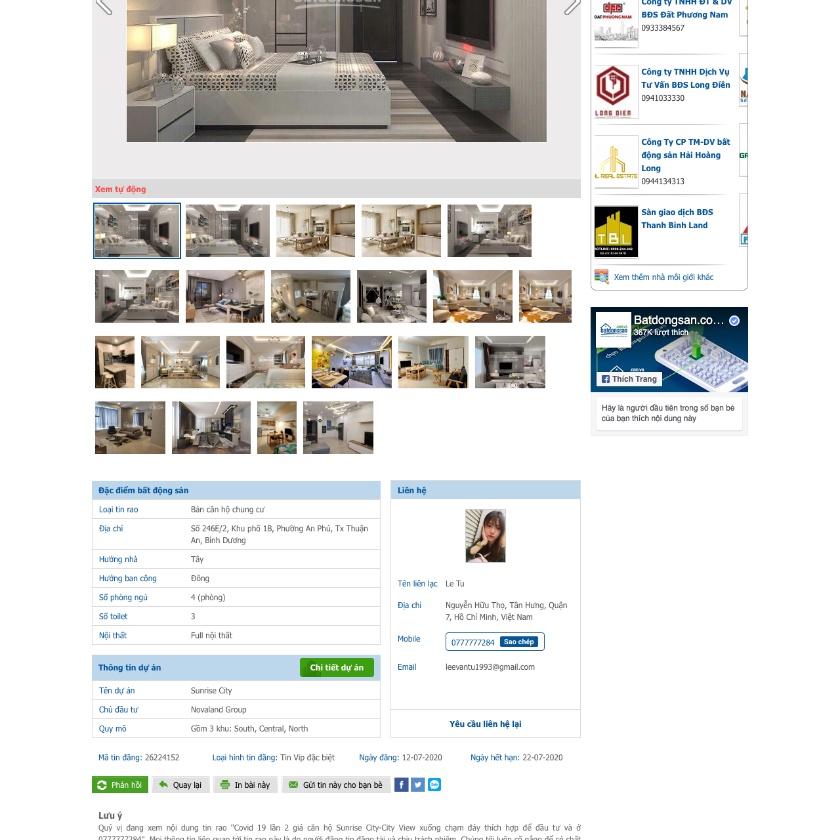 Công ty TNHH ĐT & DV
BĐS Đất Phương Nam
0933384567
Công ty TNHH Dịch Vụ
Tư Vấn BĐS Long Điền
0941033330
Công Ty CP TM-DV bất
động sản Hải Hoàng
Long
0944134313
Sàn giao dịch BĐS
Thanh Bình Land
Xem thêm nhà môi giới khác
Xem tự động
Batdongsan.co...
367K lượt thích
Thích Trang
Hãy là người đầu tiên trong số bạn bè
của bạn thích nội dung này
Đặc điểm bất động sản
Loại tin rao Bán căn hộ chung cư
Địa chỉ Số 246E/2, Khu phố 1B, Phường An Phú, Tx Thuận
An, Bình Dương
Hướng nhà Tây
Hướng ban công Đông
Số phòng ngủ 4 (phòng)
Số toilet 3
Nội thất Full nội thất
Thông tin dự án Chi tiết dự án
Tên dự án Sunrise City
Chủ đầu tư Novaland Group
Quy mô Gồm 3 khu: South, Central, North
Liên hệ
Tên liên lạc Le Tu
Địa chỉ Nguyễn Hữu Thọ, Tân Hưng, Quận
7, Hồ Chí Minh, Việt Nam
Mobile 0777777284 Sao chép
Email leevantu1993@gmail.com
Yêu cầu liên hệ lại
Mã tin đăng: 26224152 Loại hình tin đăng: Tin Vip đặc biệt Ngày đăng: 12-07-2020 Ngày hết hạn: 22-07-2020
Phản hồi Quay lại In bài này Gửi tin này cho bạn bè
Lưu ý
Quý vị đang xem nội dung tin rao "Covid 19 lần 2 giá căn hộ Sunrise City-City View xuống chạm đáy thích hợp để đầu tư và ở
0777777284". Mọi thông tin liên quan tới tin rao này là do người đăng tin đăng tải và chịu trách nhiệm. Chúng tôi luôn cố gắng để có chất